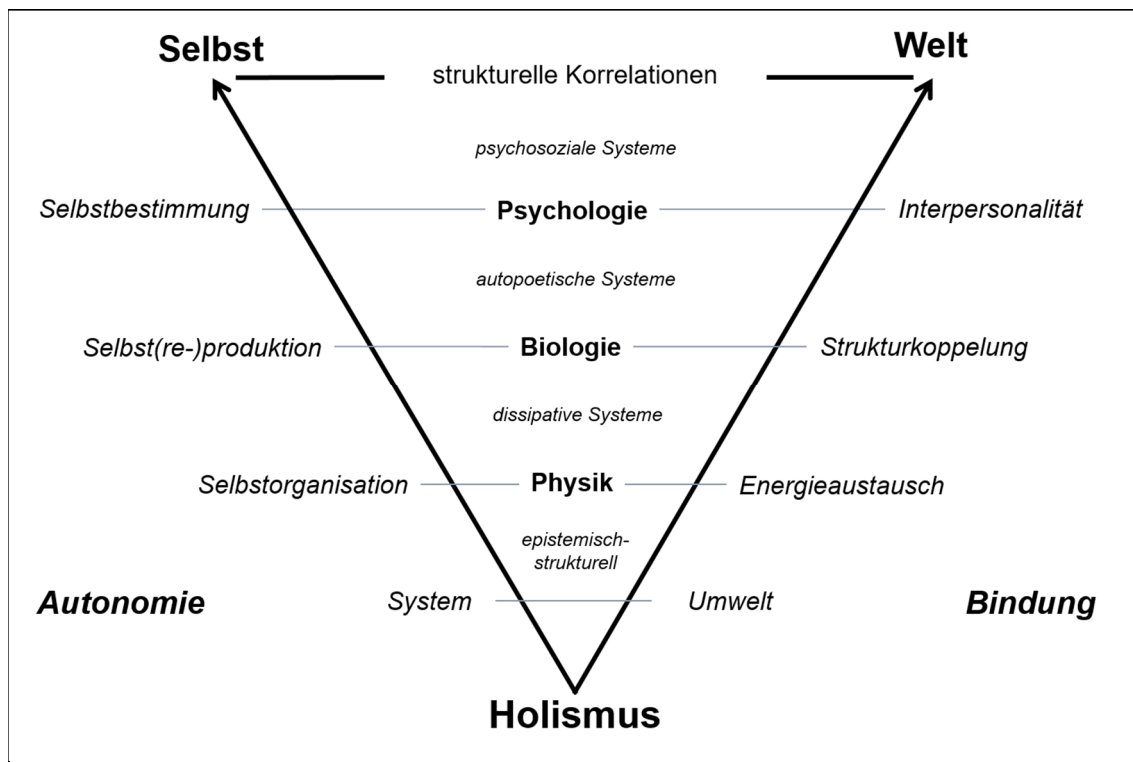 Selbst
Welt
strukturelle Korrelationen
psychosoziale Systeme
Selbstbestimmung
Psychologie
Interpersonalität
autopoetische Systeme
Selbst(re-)produktion
Biologie
Strukturkoppelung
dissipative Systeme
Selbstorganisation
Physik
Energieaustausch
epistemisch-
strukturell
Autonomie
System
Umwelt
Bindung
Holismus